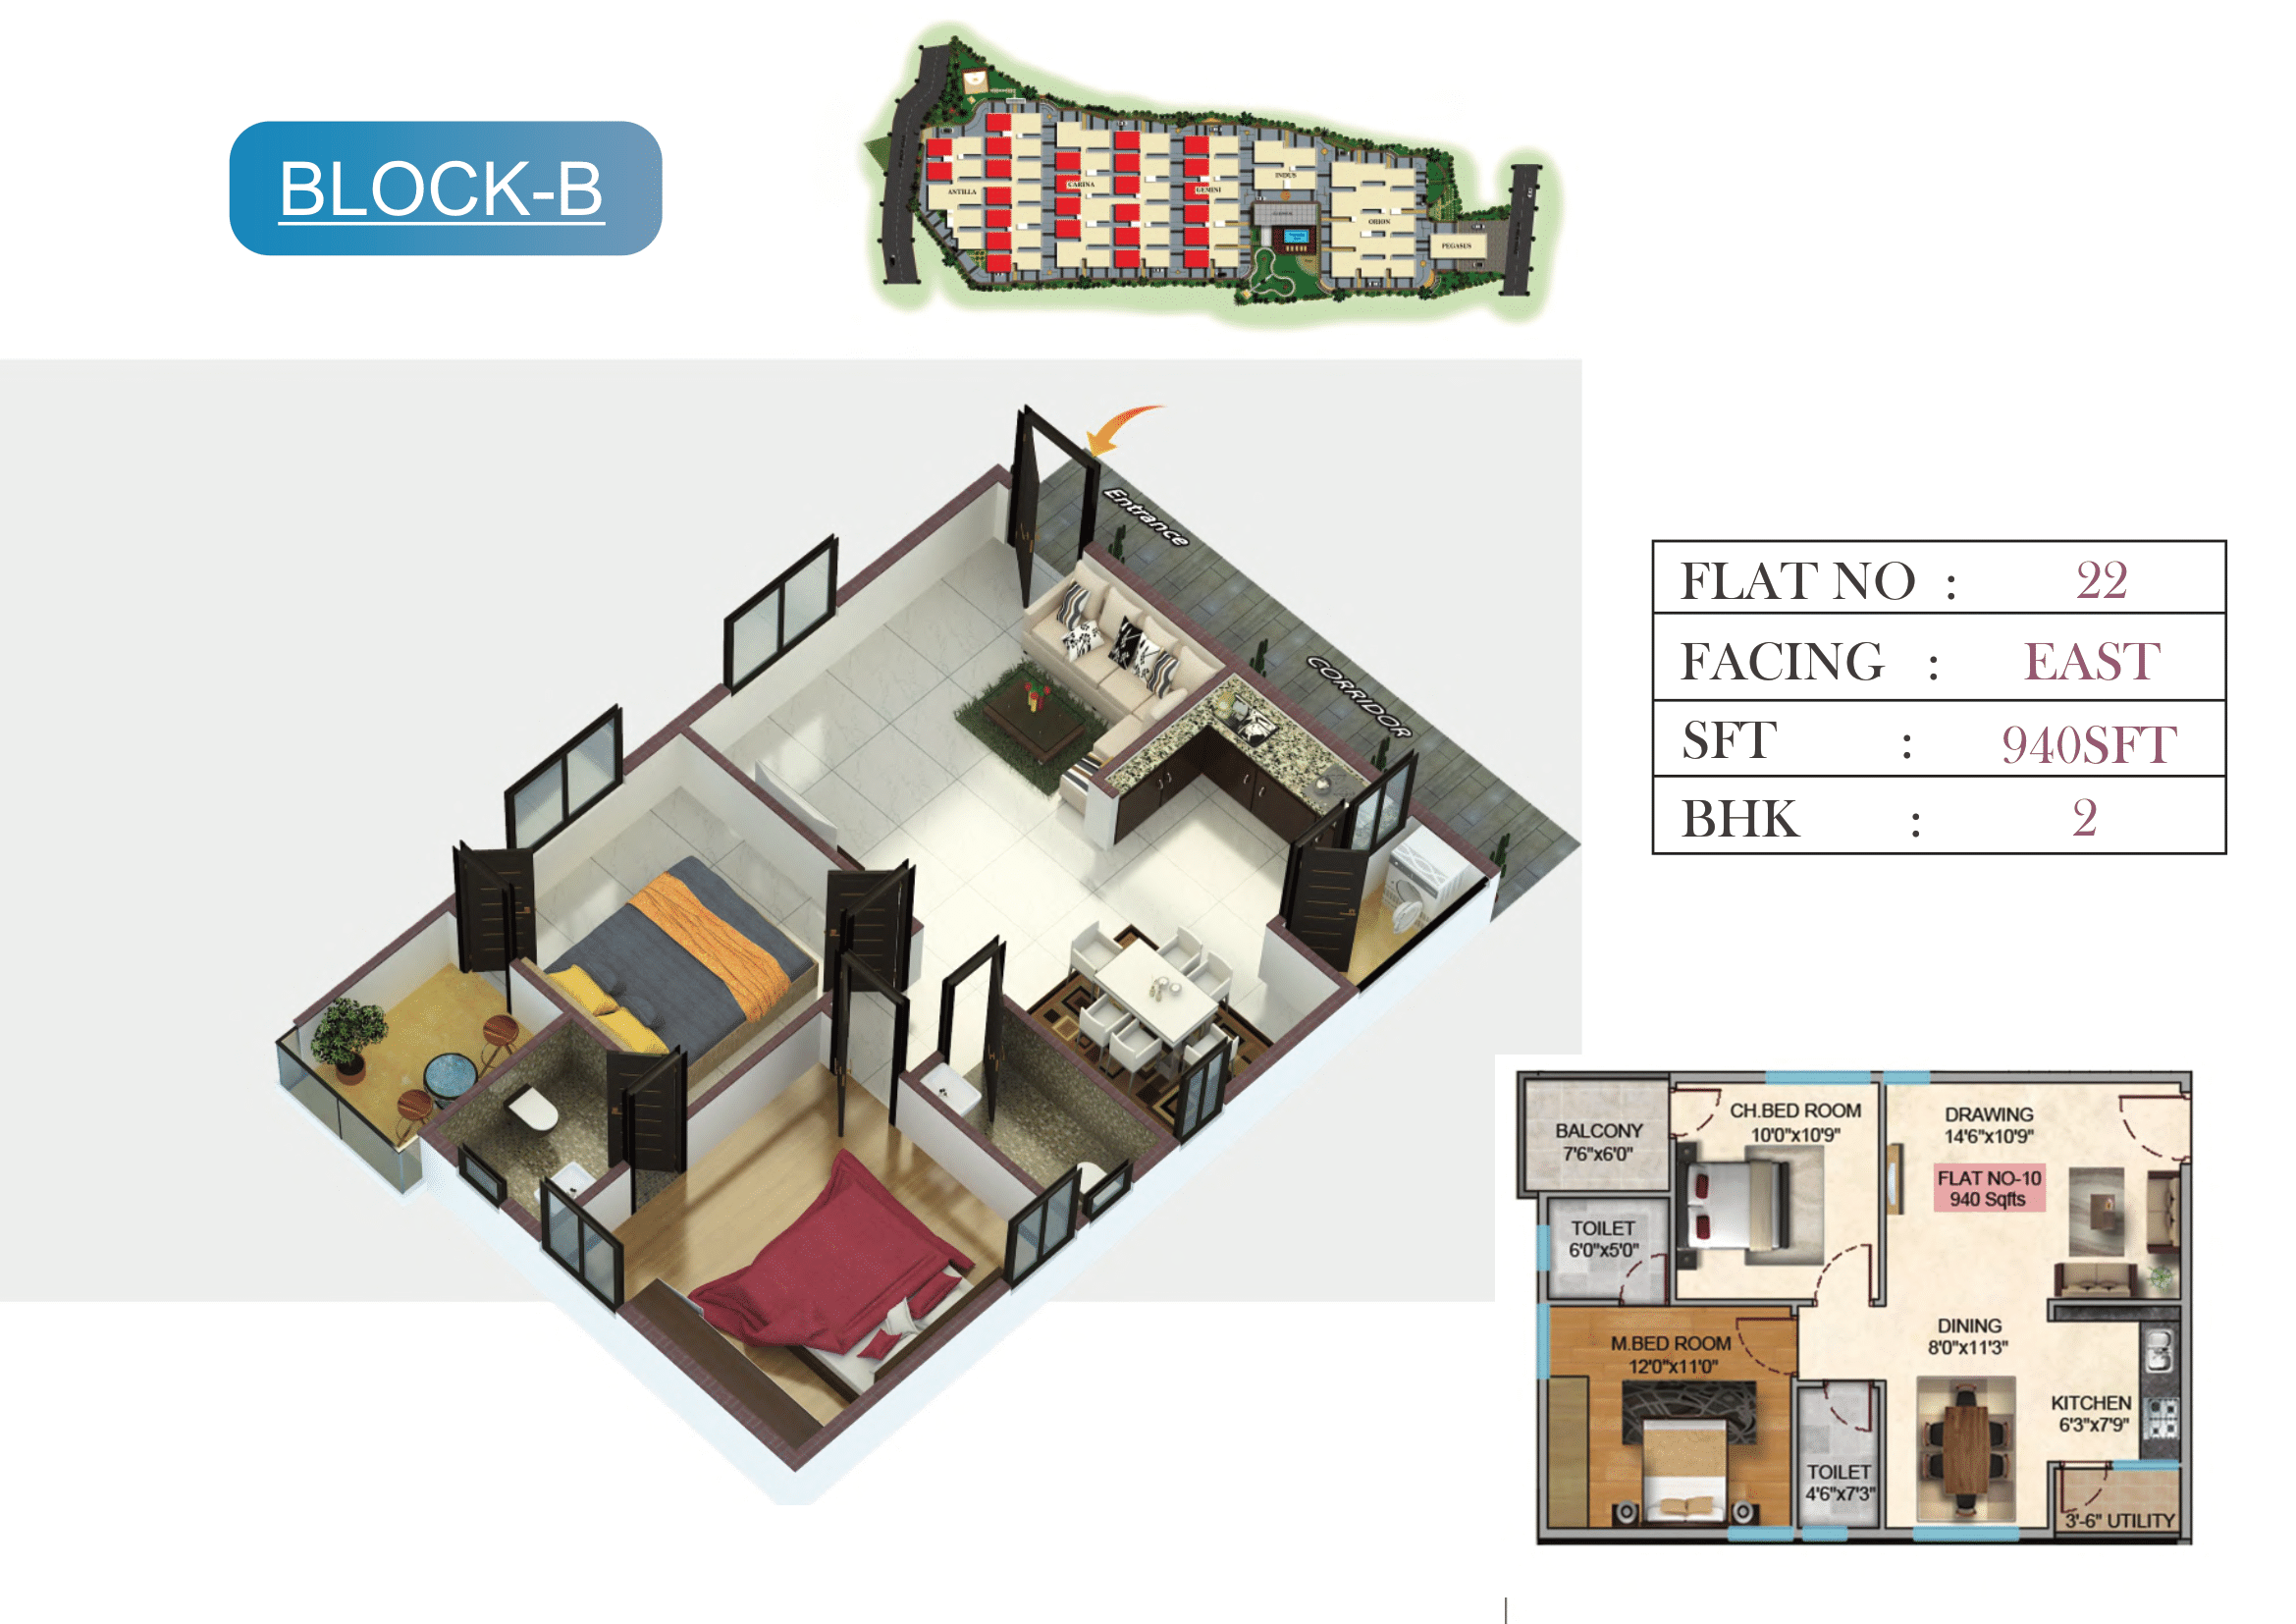 BLOCK-B
ANTILLA
CARINA
GEMINI
INDUS
ORION
PEGASUS
Entrance
CORRIDOR
FLAT NO : 22
FACING : EAST
SFT : 940SFT
BHK : 2
BALCONY
7'6"x6'0"
CH.BED ROOM
10'0"x10'9"
DRAWING
14'6"x10'9"
FLAT NO-10
940 Sqfts
TOILET
6'0"x5'0"
M.BED ROOM
12'0"x11'0"
DINING
8'0"x11'3"
KITCHEN
6'3"x7'9"
TOILET
4'6"x7'3"
3'-6" UTILITY